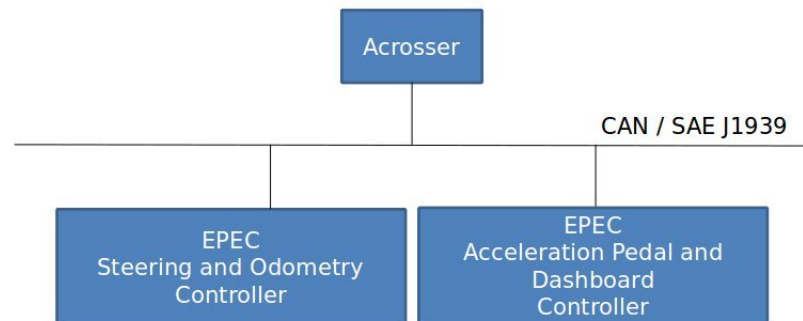 Acrosser
CAN / SAE J1939
EPEC
Steering and Odometry
Controller
EPEC
Acceleration Pedal and
Dashboard
Controller